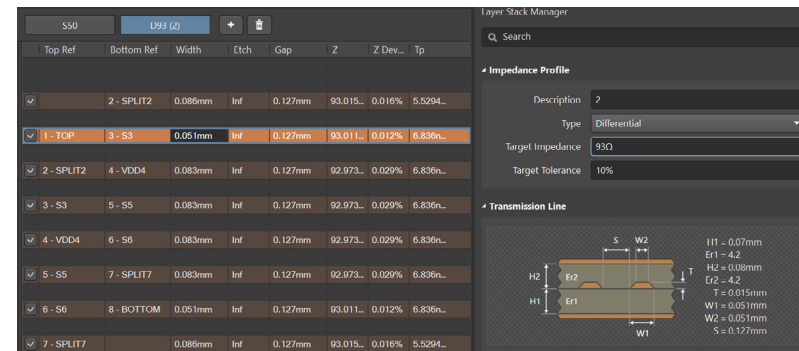 Layer Stack Manager
S50 D93 (2) +
Search
Top Ref Bottom Ref Width Etch Gap Z Z Dev... Tp
Impedance Profile
2 - SPLIT2 0.086mm Inf 0.127mm 93.015... 0.016% 5.5294...
Description 2
Type Differential
1 - TOP 3 - S3 0.051mm Inf 0.127mm 93.011... 0.012% 6.836n...
Target Impedance 93Ω
2 - SPLIT2 4 - VDD4 0.083mm Inf 0.127mm 92.973... 0.029% 6.836n...
Target Tolerance 10%
3 - S3 5 - S5 0.083mm Inf 0.127mm 92.973... 0.029% 6.836n...
Transmission Line
4 - VDD4 6 - S6 0.083mm Inf 0.127mm 92.973... 0.029% 6.836n...
S W2 H1 = 0.07mm
Er1 = 4.2
5 - S5 7 - SPLIT7 0.083mm Inf 0.127mm 92.973... 0.029% 6.836n...
H2 Er2 T H2 = 0.08mm
Er2 = 4.2
T = 0.015mm
H1 Er1 W1 = 0.051mm
6 - S6 8 - BOTTOM 0.051mm Inf 0.127mm 93.011... 0.012% 6.836n...
W2 = 0.051mm
W1 S = 0.127mm
7 - SPLIT7 0.086mm Inf 0.127mm 93.015... 0.016% 5.5294...